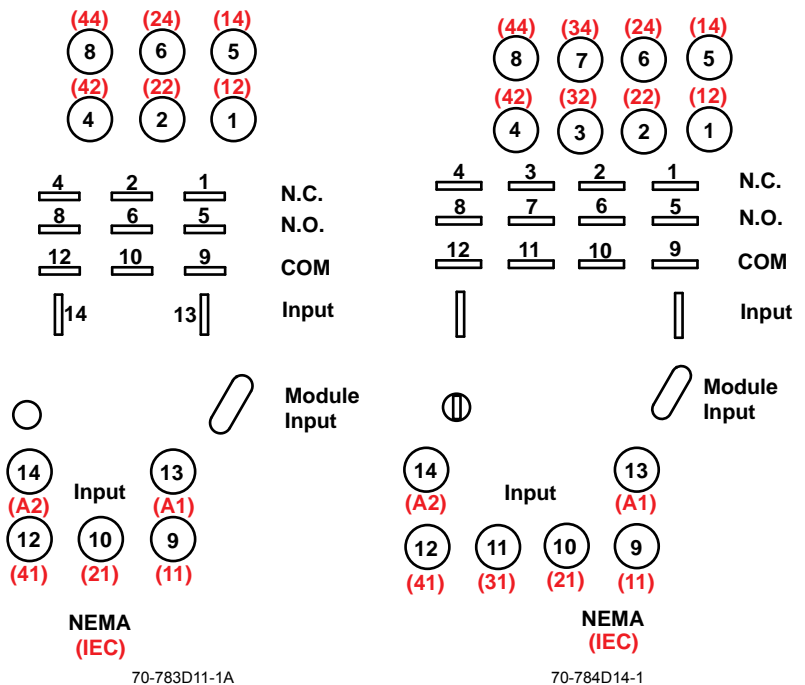 (44) (24) (14)
8 6 5
(42) (22) (12)
4 2 1
4 2 1 N.C.
8 6 5 N.O.
12 10 9 COM
14 13 Input
Module
Input
14 Input 13
(A2) (A1)
12 10 9
(41) (21) (11)
NEMA
(IEC)
70-783D11-1A
(44) (34) (24) (14)
8 7 6 5
(42) (32) (22) (12)
4 3 2 1
4 3 2 1 N.C.
8 7 6 5 N.O.
12 11 10 9 COM
Input
Module
Input
14 Input 13
(A2) (A1)
12 11 10 9
(41) (31) (21) (11)
NEMA
(IEC)
70-784D14-1